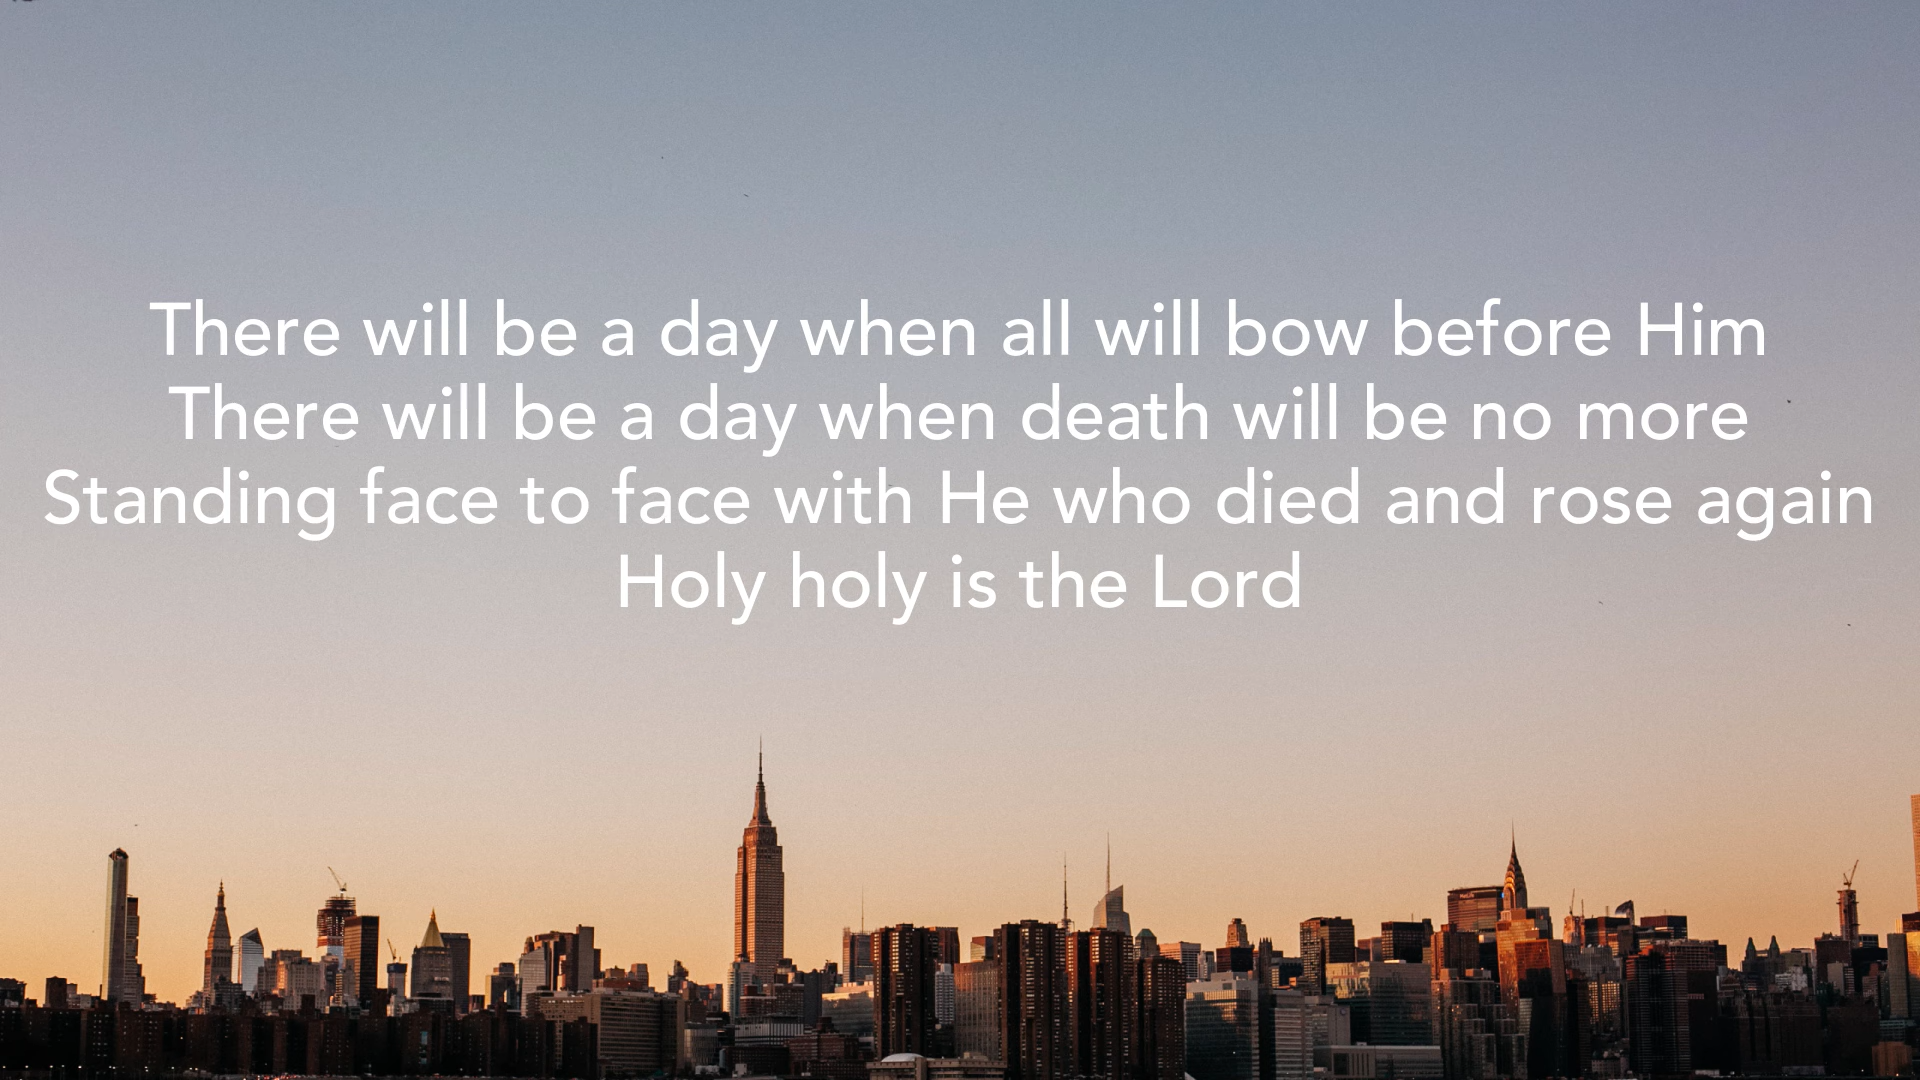 There will be a day when all will bow before Him
There will be a day when death will be no more
Standing face to face with He who died and rose again
Holy holy is the Lord